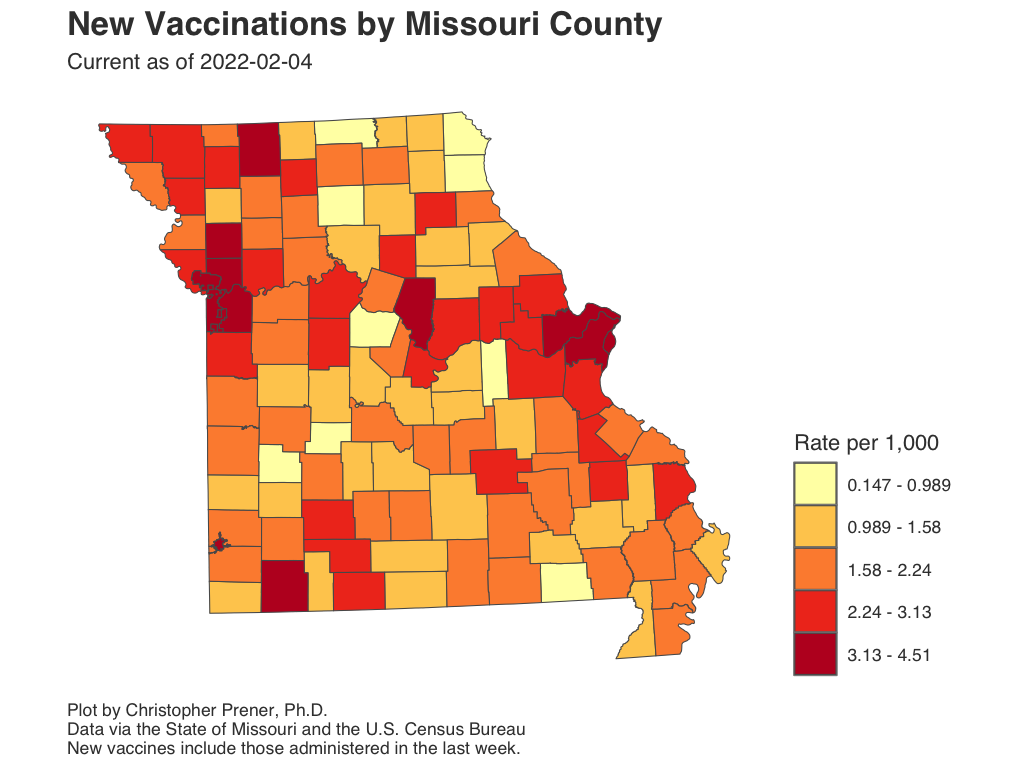 New Vaccinations by Missouri County
Current as of 2022-02-04
Rate per 1,000
0.147 - 0.989
0.989 - 1.58
1.58 - 2.24
2.24 - 3.13
3.13 - 4.51
Plot by Christopher Prener, Ph.D.
Data via the State of Missouri and the U.S. Census Bureau
New vaccines include those administered in the last week.